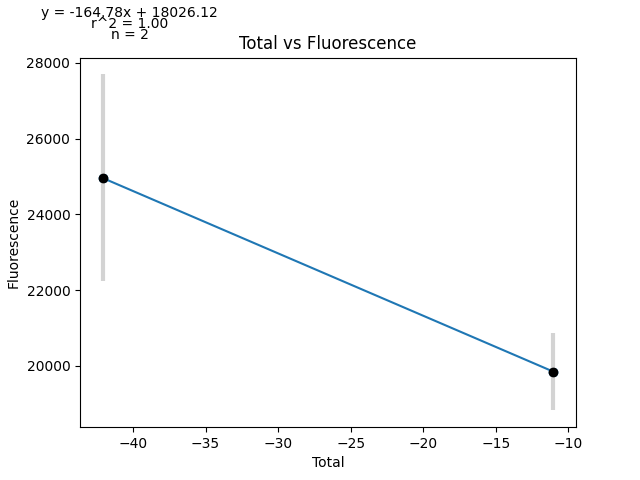 y = -164.78x + 18026.12
r^2 = 1.00
n = 2
Total vs Fluorescence
28000
26000
24000
22000
20000
Fluorescence
−40
−35
−30
−25
−20
−15
−10
Total